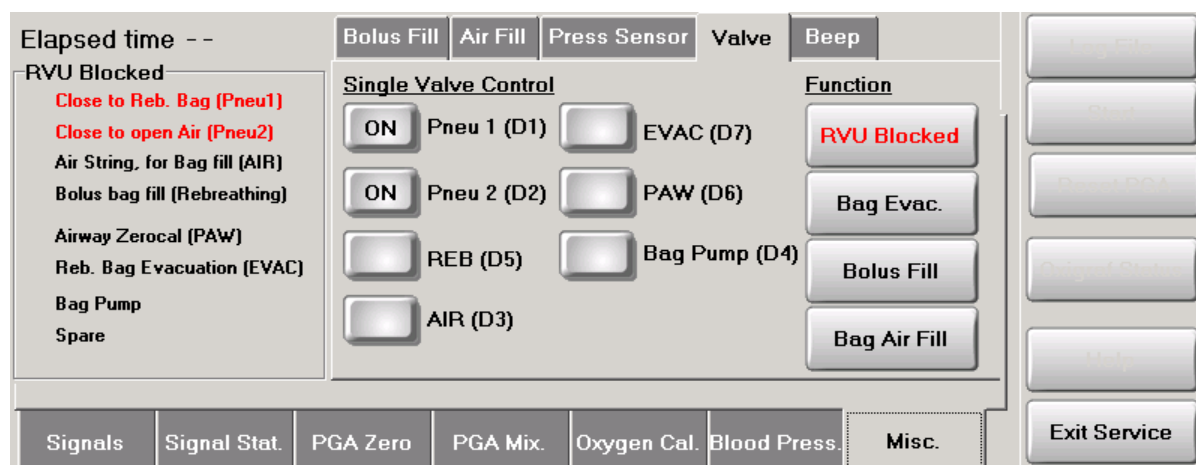 Elapsed time - -
RVU Blocked
Close to Reb. Bag (Pneu1)
Close to open Air (Pneu2)
Air String, for Bag fill (AIR)
Bolus bag fill (Rebreathing)
Airway Zerocal (PAW)
Reb. Bag Evacuation (EVAC)
Bag Pump
Spare
Bolus Fill
Air Fill
Press Sensor
Valve
Beep
Single Valve Control
ON Pneu 1 (D1)
ON Pneu 2 (D2)
REB (D5)
AIR (D3)
EVAC (D7)
PAW (D6)
Bag Pump (D4)
Function
RVU Blocked
Bag Evac.
Bolus Fill
Bag Air Fill
Log File
Start
Help
Exit Service
Signals
Signal Stat.
PGA Zero
PGA Mix.
Oxygen Cal.
Blood Press.
Misc.